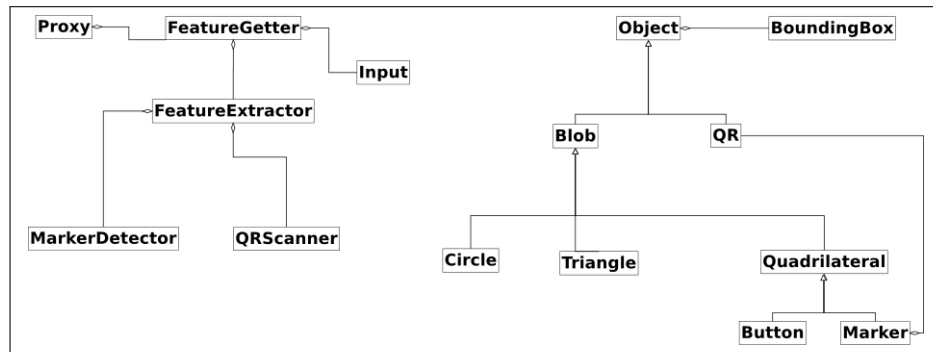 Proxy
FeatureGetter
Input
FeatureExtractor
MarkerDetector
QRScanner
Object
BoundingBox
Blob
QR
Circle
Triangle
Quadrilateral
Button
Marker